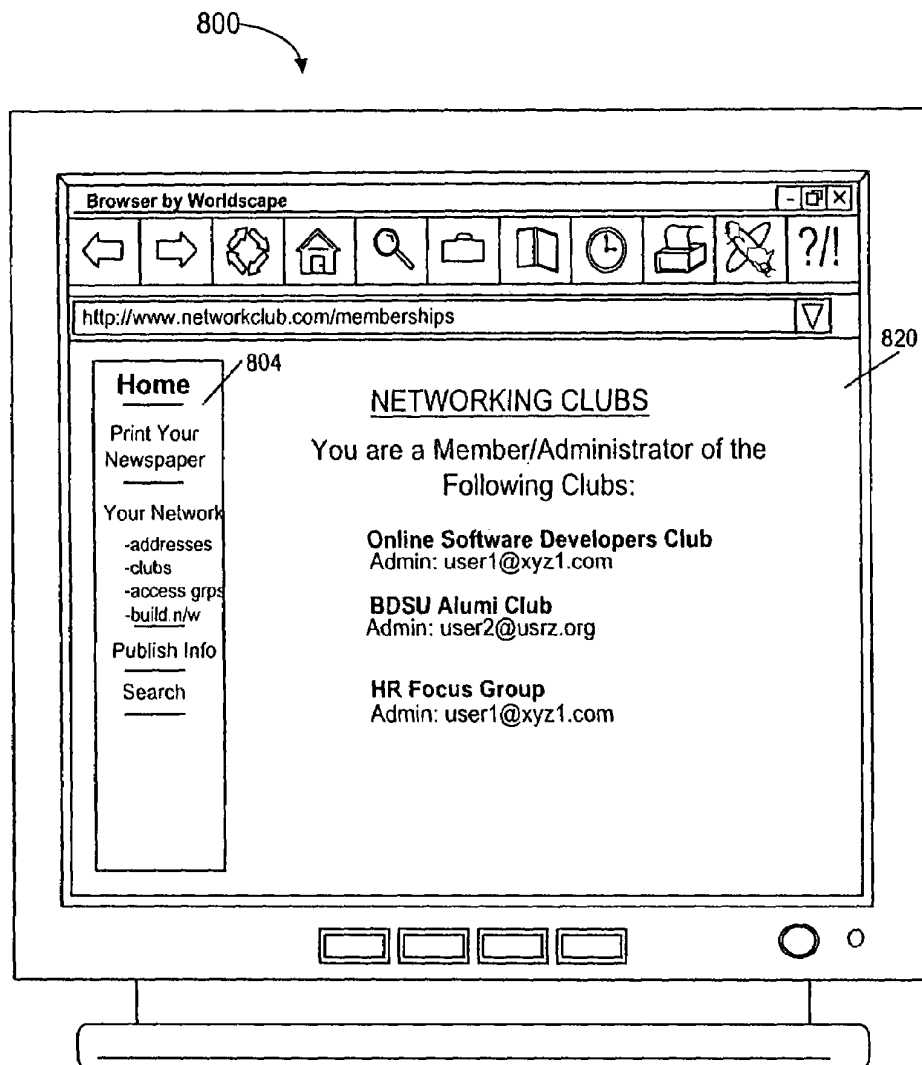 800
Browser by Worldscape
?/!
http://www.networkclub.com/memberships
820
804
Home
Print Your
Newspaper
Your Network
-addresses
-clubs
-access grps
-build n/w
Publish Info
Search
NETWORKING CLUBS
You are a Member/Administrator of the
Following Clubs:
Online Software Developers Club
Admin: user1@xyz1.com
BDSU Alumi Club
Admin: user2@usrz.org
HR Focus Group
Admin: user1@xyz1.com